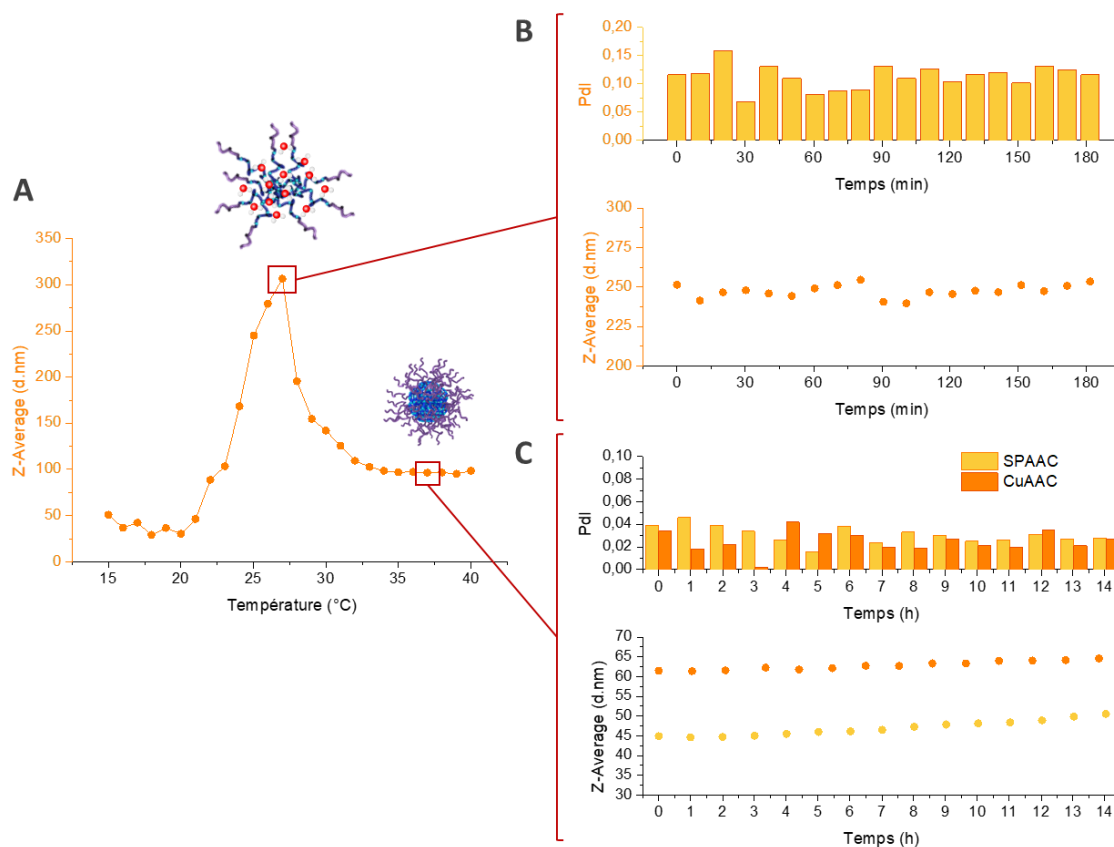 A
Z-Average (d.nm)
350
300
250
200
150
100
50
0
15 20 25 30 35 40
Température (°C)
B
PdI
0,20
0,15
0,10
0,05
0,00
0 30 60 90 120 150 180
Temps (min)
Z-Average (d.nm)
300
275
250
225
200
0 30 60 90 120 150 180
Temps (min)
C
SPAAC
CuAAC
PdI
0,10
0,08
0,06
0,04
0,02
0,00
0 1 2 3 4 5 6 7 8 9 10 11 12 13 14
Temps (h)
Z-Average (d.nm)
70
65
60
55
50
45
40
35
30
0 1 2 3 4 5 6 7 8 9 10 11 12 13 14
Temps (h)